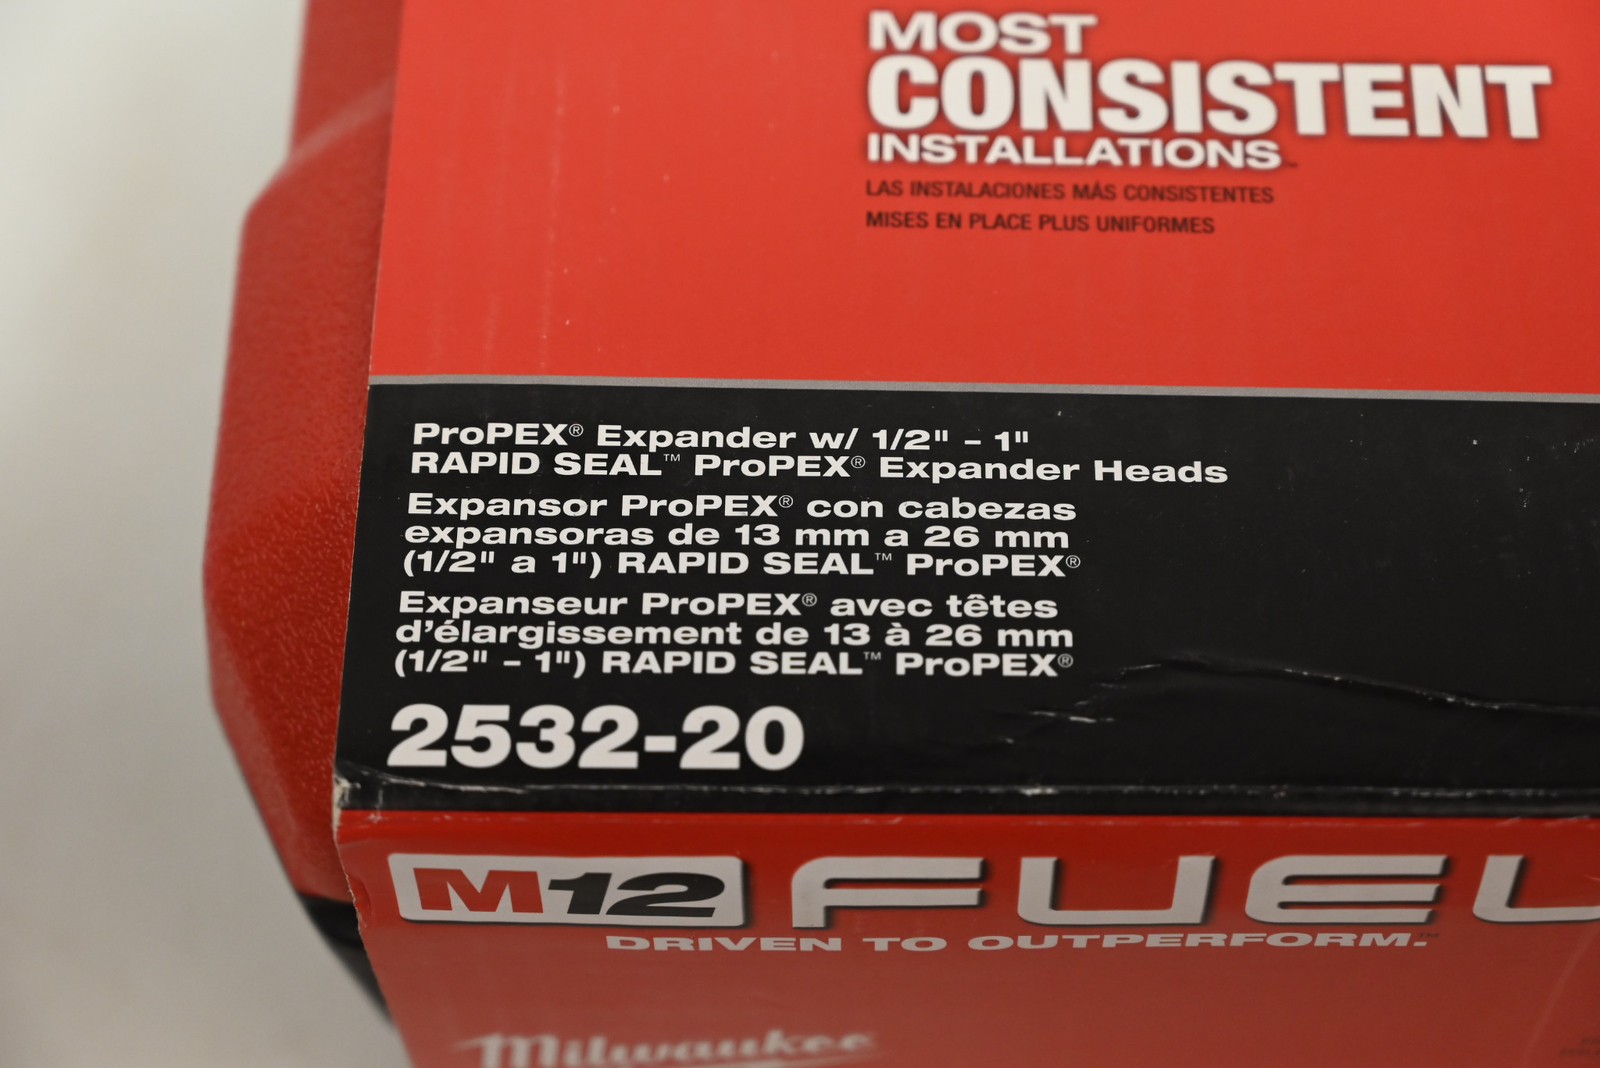 MOST
CONSISTENT
INSTALLATIONS™
LAS INSTALACIONES MÁS CONSISTENTES
MISES EN PLACE PLUS UNIFORMES
ProPEX® Expander w/ 1/2" – 1"
RAPID SEAL™ ProPEX® Expander Heads
Expansor ProPEX® con cabezas
expansoras de 13 mm a 26 mm
(1/2" a 1") RAPID SEAL™ ProPEX®
Expanseur ProPEX® avec têtes
d’élargissement de 13 à 26 mm
(1/2" – 1") RAPID SEAL™ ProPEX®
2532-20
M12 FUEL
DRIVEN TO OUTPERFORM.™
Milwaukee